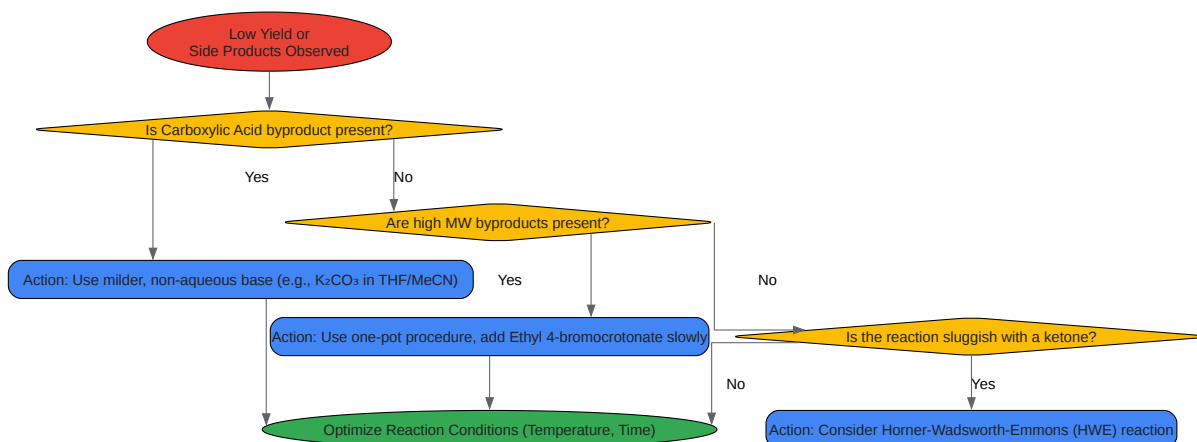 Low Yield or
Side Products Observed
Is Carboxylic Acid byproduct present?
Yes
No
Are high MW byproducts present?
Action: Use milder, non-aqueous base (e.g., K₂CO₃ in THF/MeCN)
Yes
No
Action: Use one-pot procedure, add Ethyl 4-bromocrotonate slowly
Is the reaction sluggish with a ketone?
No
Yes
Optimize Reaction Conditions (Temperature, Time)
Action: Consider Horner-Wadsworth-Emmons (HWE) reaction